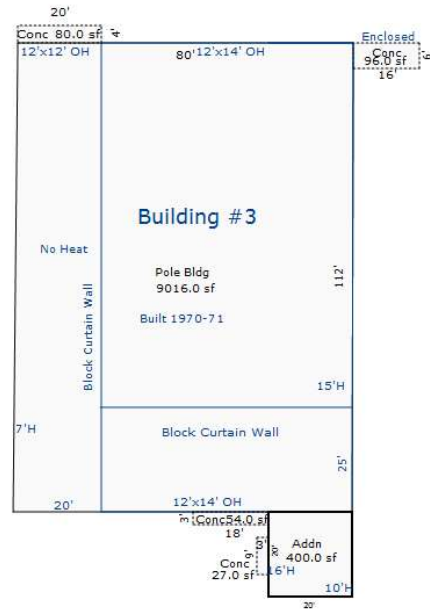 20'
Conc 80.0 sf
4'
Enclosed
12'x12' OH
80'
12'x14' OH
Conc
96.0 sf
6'
16'
Building #3
No Heat
Pole Bldg
9016.0 sf
112'
Block Curtain Wall
Built 1970-71
15'H
7'H
Block Curtain Wall
25'
20'
12'x14' OH
3'
Conc54.0 sf
18'
3'
20'
Addn
400.0 sf
9'
Conc
27.0 sf
16'H
10'H
20'